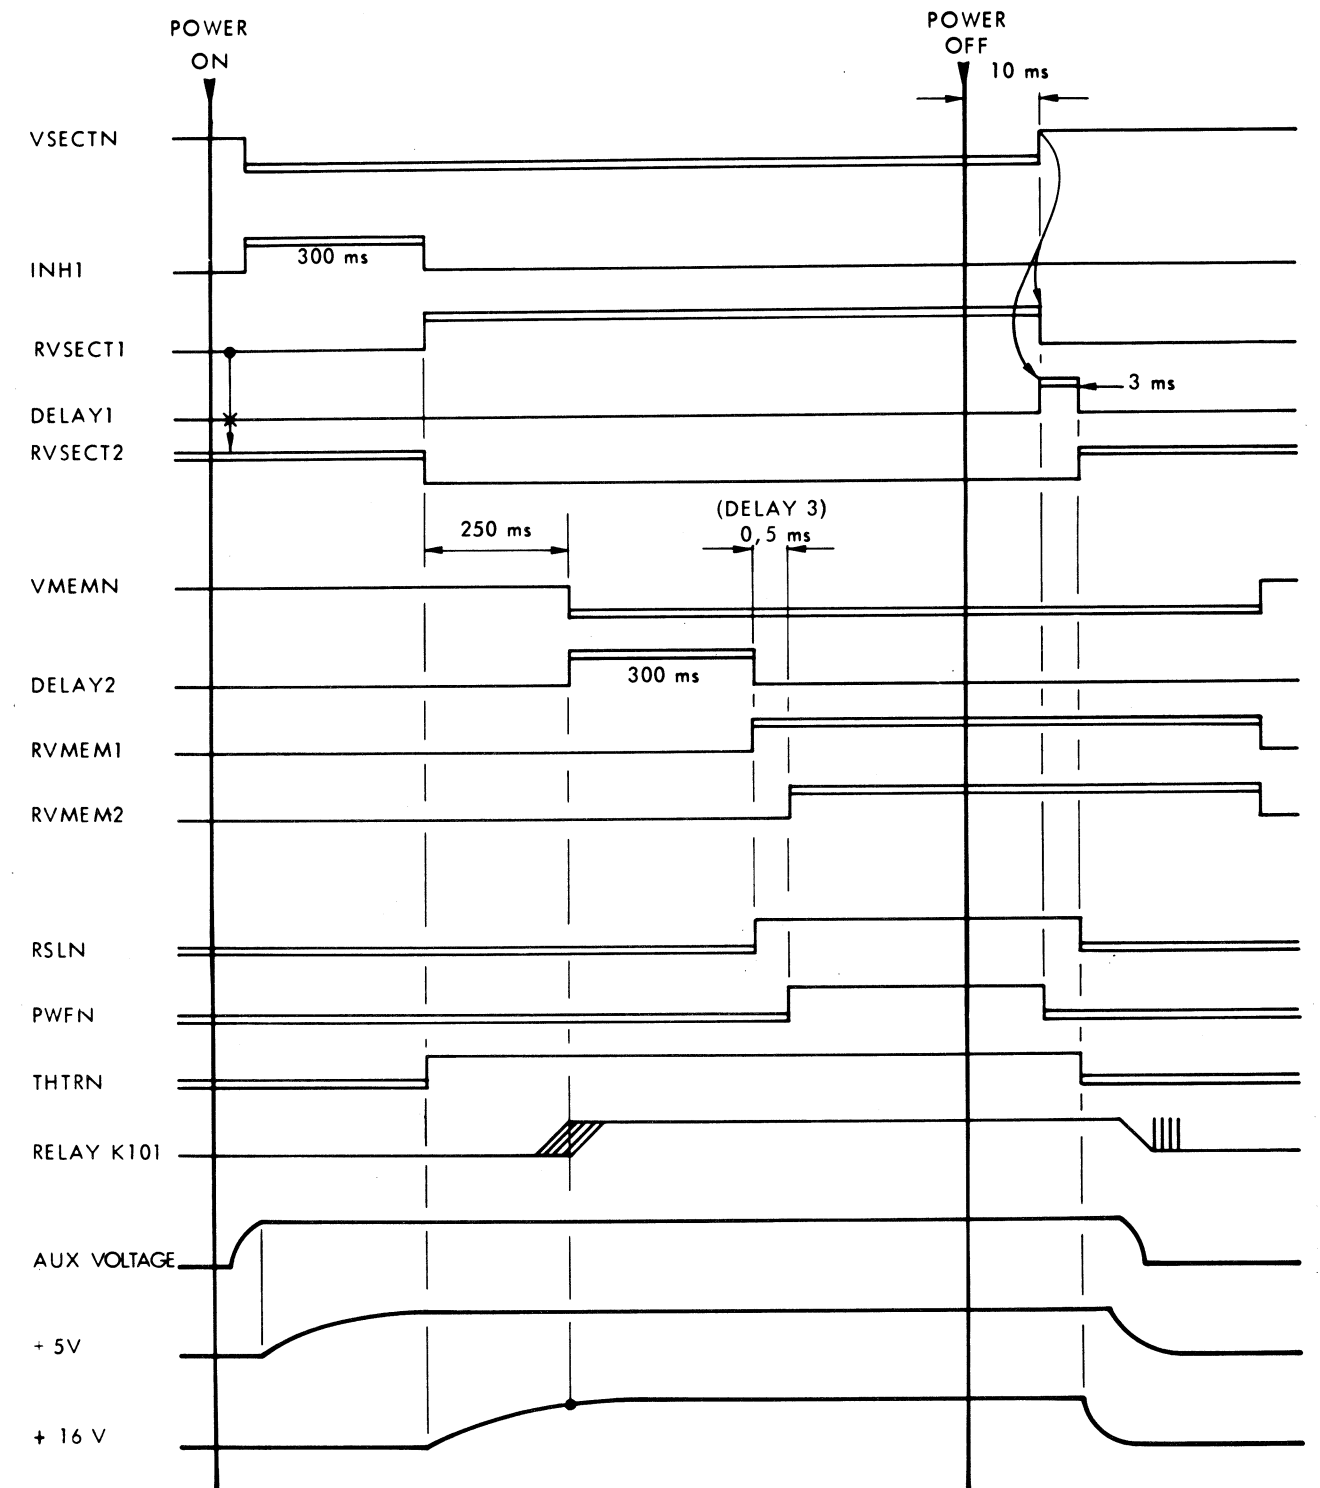 POWER
ON
POWER
OFF
10 ms
VSECTN
300 ms
INH1
RVSECT1
3 ms
DELAY1
RVSECT2
(DELAY 3)
250 ms
0,5 ms
VMEMN
300 ms
DELAY2
RVMEM1
RVMEM2
RSLN
PWFN
THTRN
RELAY K101
AUX VOLTAGE
+ 5V
+ 16 V